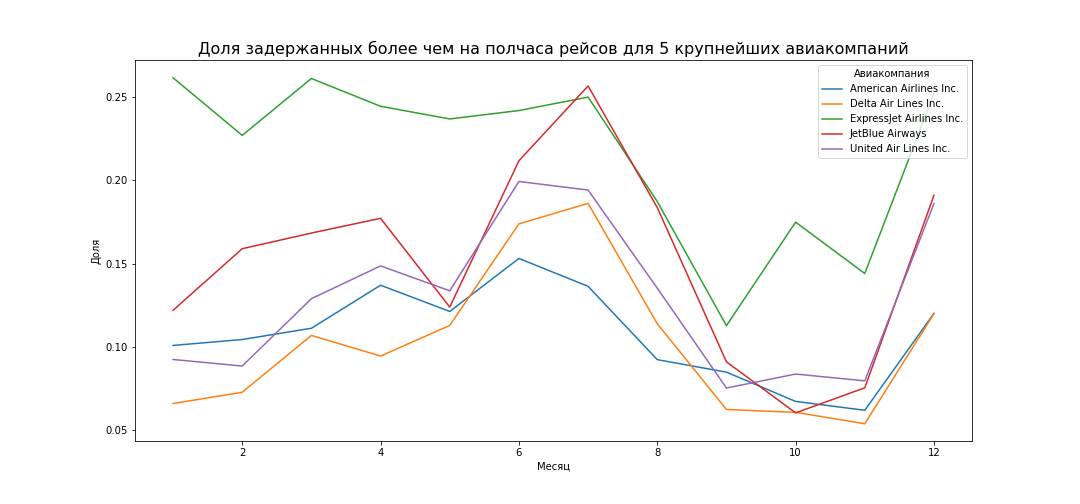 Доля задержанных более чем на полчаса рейсов для 5 крупнейших авиакомпаний
Авиакомпания
American Airlines Inc.
Delta Air Lines Inc.
ExpressJet Airlines Inc.
JetBlue Airways
United Air Lines Inc.
0.25
0.20
0.15
0.10
0.05
Доля
2 4 6 8 10 12
Месяц